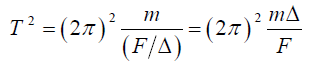 T² = (2π)² m/(F/Δ) = (2π)² mΔ/F